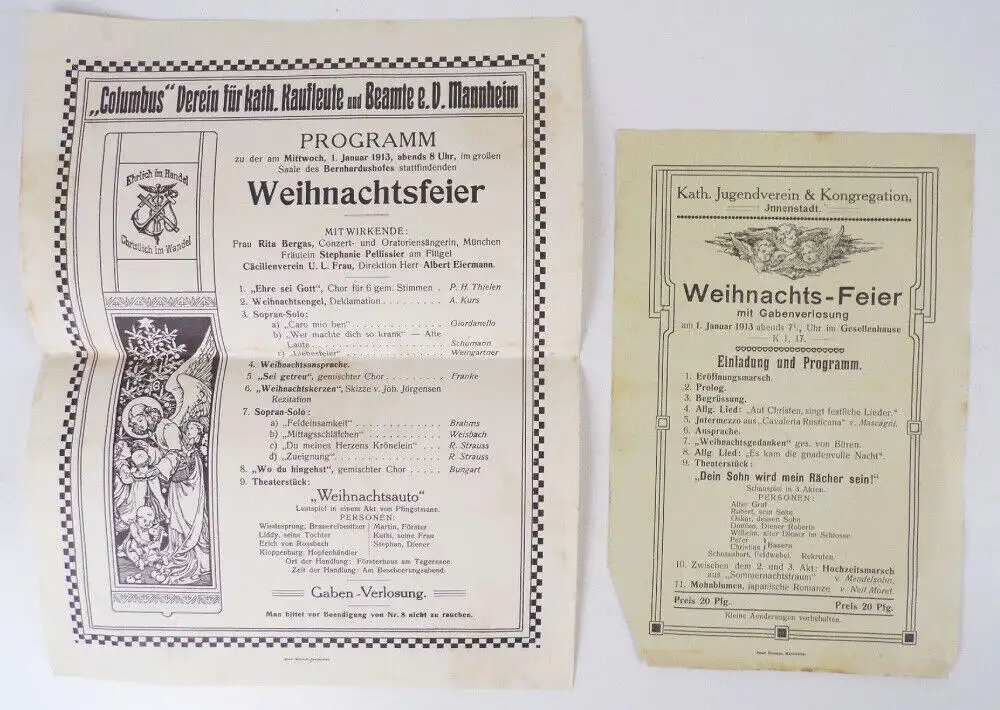 „Columbus“ Verein für kath. Kaufleute und Beamte e. V. Mannheim
Ehrlich im Handel
Christlich im Wandel
PROGRAMM
zu der am Mittwoch, 1. Januar 1913, abends 8 Uhr, im großen
Saale des Bernhardushofes stattfindenden
Weihnachtsfeier
MITWIRKENDE:
Frau Rita Bergas, Conzert- und Oratoriensängerin, München
Fräulein Stephanie Pellissier am Flügel
Cäcilienverein U. L. Frau, Direktion Herr Albert Eiermann.
1. „Ehre sei Gott“, Chor für 6 gem. Stimmen . P. H. Thielen
2. Weihnachtsengel, Deklamation . . . . . A. Kurs
3. Sopran-Solo:
a) „Caro mio ben“ . . . . . . . . . . . . Giordanello
b) „Wer machte dich so krank“ — Alte
Laute . . . . . . . . . . . . Schumann
c) „Liebesfeier“ . . . . . . . . . . . . Weingartner
4. Weihnachtsansprache.
5. „Sei getreu“, gemischter Chor . . . . . . . . Franke
6. „Weihnachtskerzen“, Skizze v. Joh. Jörgensen
Rezitation
7. Sopran-Solo:
a) „Feldeinsamkeit“ . . . . . . . . . . Brahms
b) „Mittagsschläfchen“ . . . . . . . . Weisbach
c) „Du meines Herzens Krönelein“ . . . R. Strauss
d) „Zueignung“ . . . . . . . . . . . . R. Strauss
8. „Wo du hingehst“, gemischter Chor . . . . . Bungart
9. Theaterstück:
„Weihnachtsauto“
Lustspiel in einem Akt von Pfingstmann.
PERSONEN:
Wiedesprung, Brauereibesitzer Martin, Förster
Liddy, seine Tochter Kathi, seine Frau
Erich von Rossbach Stephan, Diener
Kloppenburg, Hopfenhändler
Ort der Handlung: Försterhaus am Tegernsee.
Zeit der Handlung: Am Bescheerungsabend.
Gaben-Verlosung.
Man bittet vor Beendigung von Nr. 8 nicht zu rauchen.
Kath. Jugendverein & Kongregation,
Jnnenstadt.
Weihnachts-Feier
mit Gabenverlosung
am 1. Januar 1913 abends 7½ Uhr im Gesellenhause
K 1, 17.
Einladung und Programm.
1. Eröffnungsmarsch.
2. Prolog.
3. Begrüssung.
4. Allg. Lied: „Auf Christen, singt festliche Lieder.“
5. Intermezzo aus „Cavaleria Rusticana“ v. Mascagni.
6. Ansprache.
7. „Weihnachtsgedanken“ ges. von Büren.
8. Allg. Lied: „Es kam die gnadenvolle Nacht“.
9. Theaterstück:
„Dein Sohn wird mein Rächer sein!“
Schauspiel in 3 Akten.
PERSONEN:
Alter Graf
Robert, sein Sohn
Oskar, dessen Sohn
Damian, Diener Roberts
Wilhelm, alter Diener im Schlosse
Peter
Christian } Bauern
Schnauzbart, Feldwebel. Rekruten.
10. Zwischen dem 2. und 3. Akt: Hochzeitsmarsch
aus „Sommernachtstraum“ v. Mendelsohn.
11. Mohablumen, japanische Romanze v. Neil Moret.
Preis 20 Pfg. Preis 20 Pfg.
Kleine Aenderungen vorbehalten.